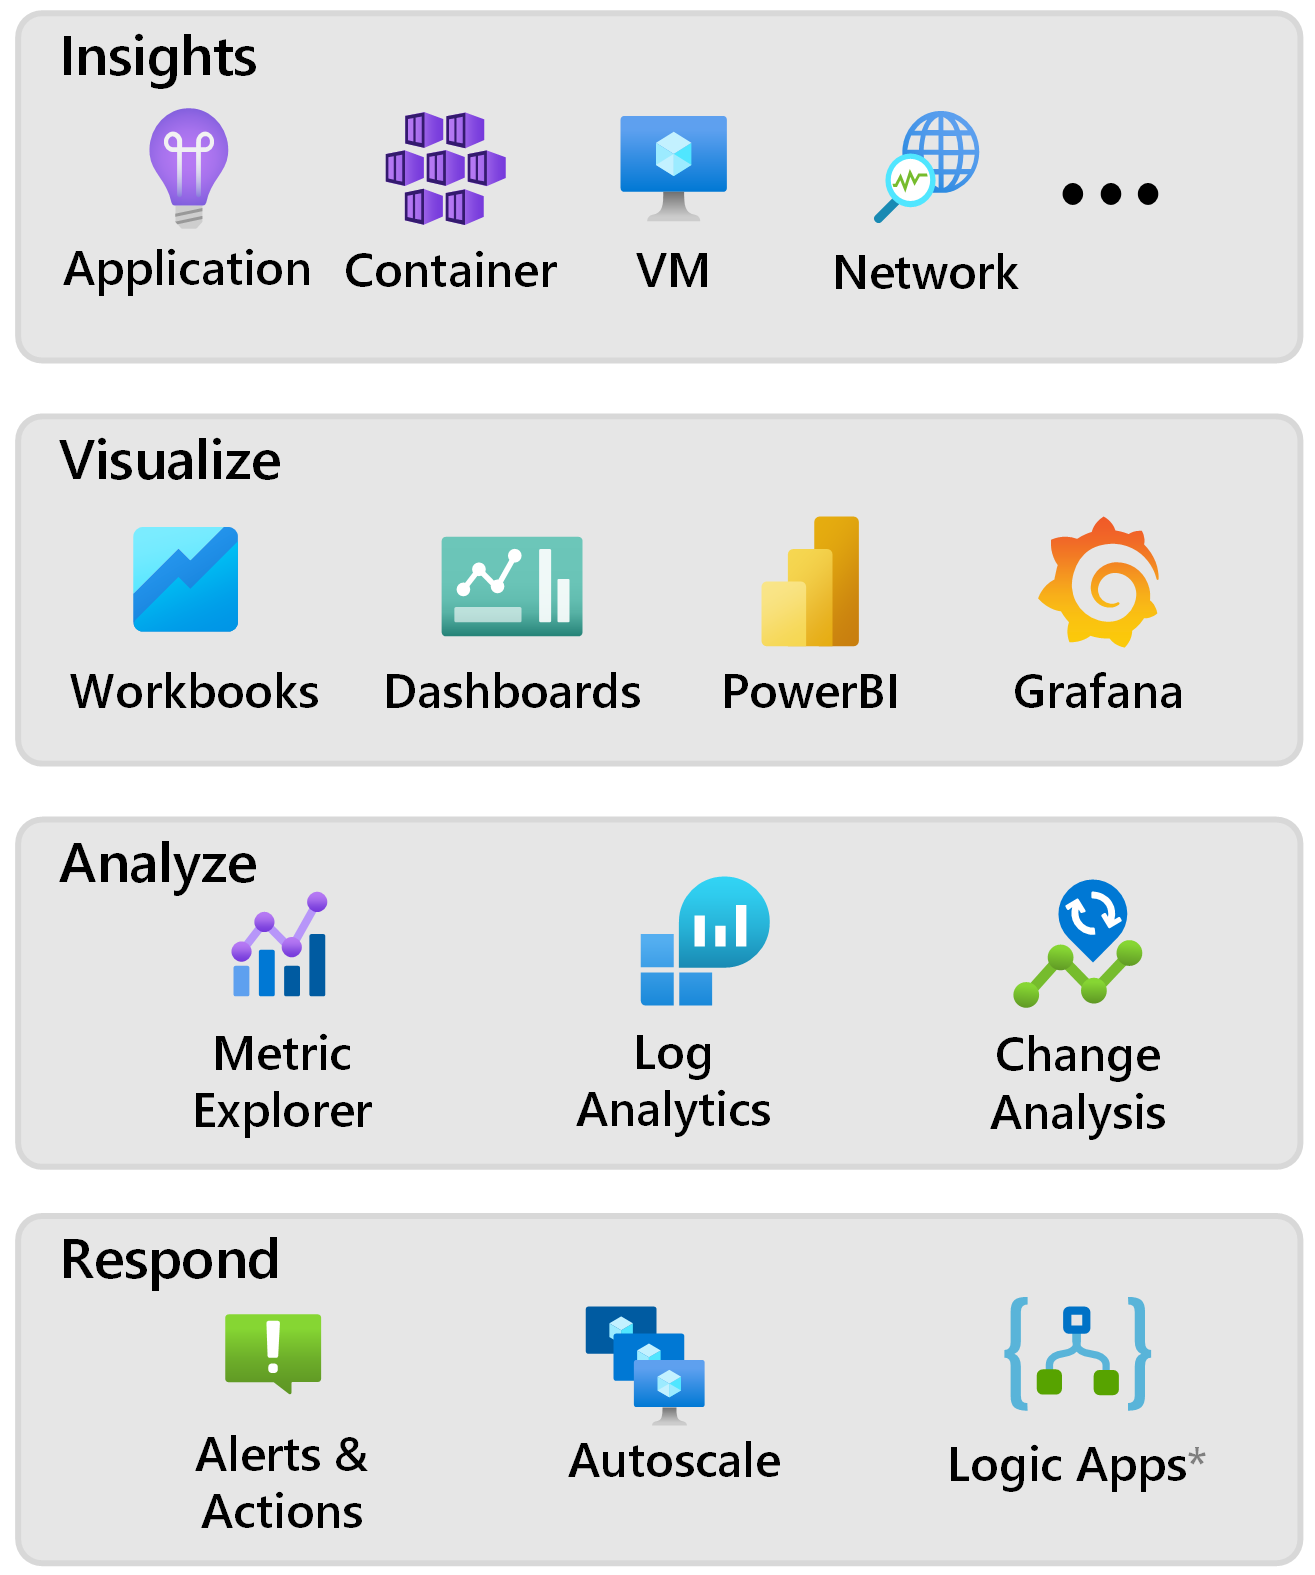 Insights
Application
Container
VM
Network
Visualize
Workbooks
Dashboards
PowerBI
Grafana
Analyze
Metric
Explorer
Log
Analytics
Change
Analysis
Respond
Alerts &
Actions
Autoscale
Logic Apps*